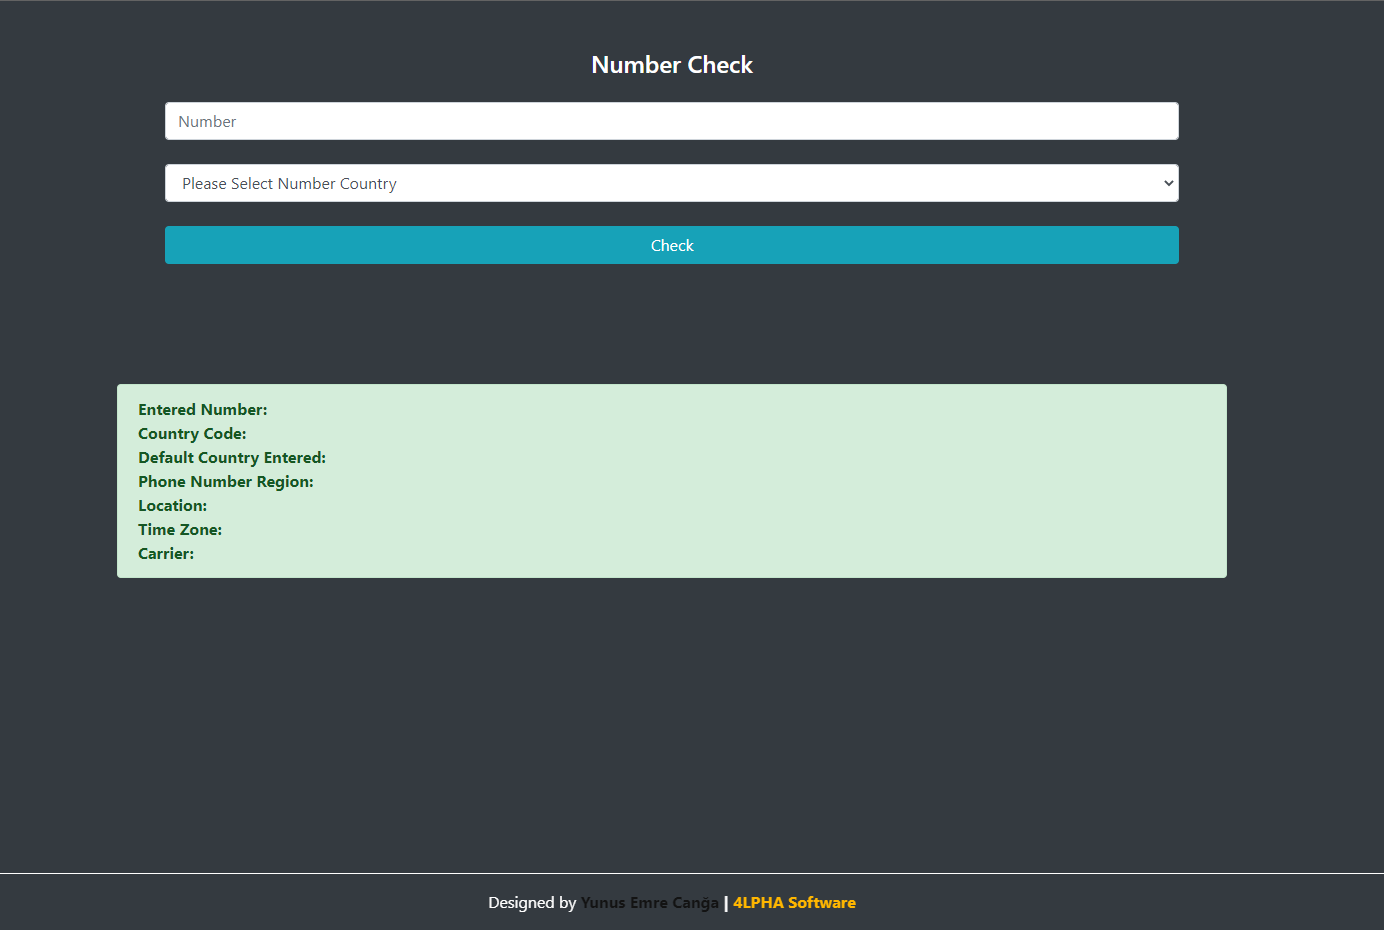 Number Check
Number
Please Select Number Country
Check
Entered Number:
Country Code:
Default Country Entered:
Phone Number Region:
Location:
Time Zone:
Carrier:
Designed by Yunus Emre Canğa | 4LPHA Software